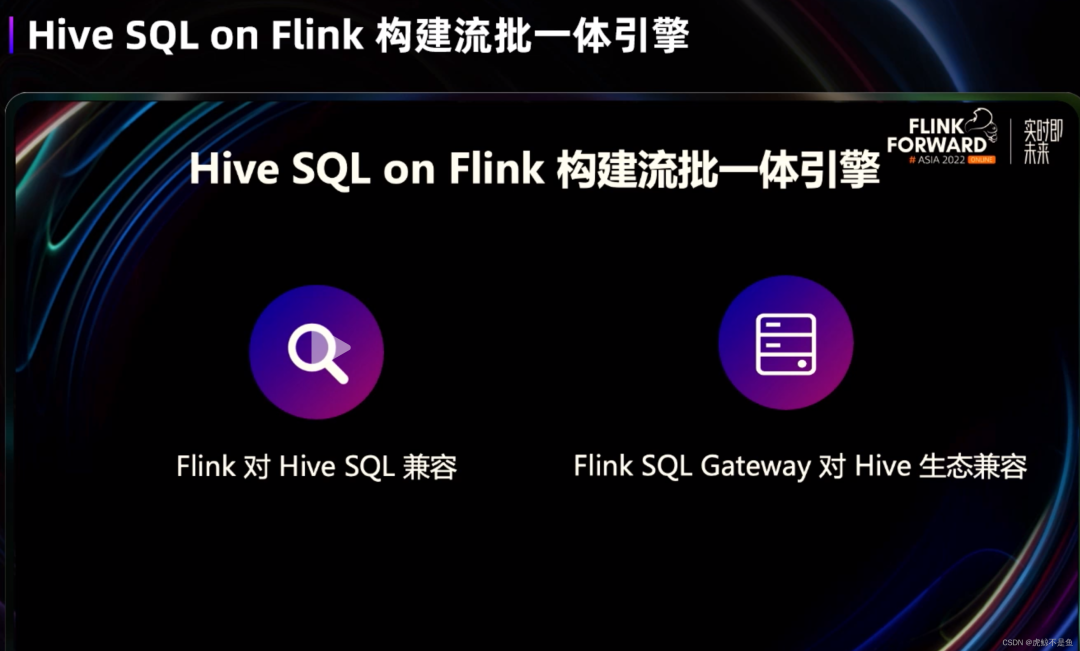 Hive SQL on Flink 构建流批一体引擎
FLINK
FORWARD
# ASIA 2022 ONLINE
实时即
未来
Hive SQL on Flink 构建流批一体引擎
Flink 对 Hive SQL 兼容
Flink SQL Gateway 对 Hive 生态兼容
CSDN @虎鲸不是鱼